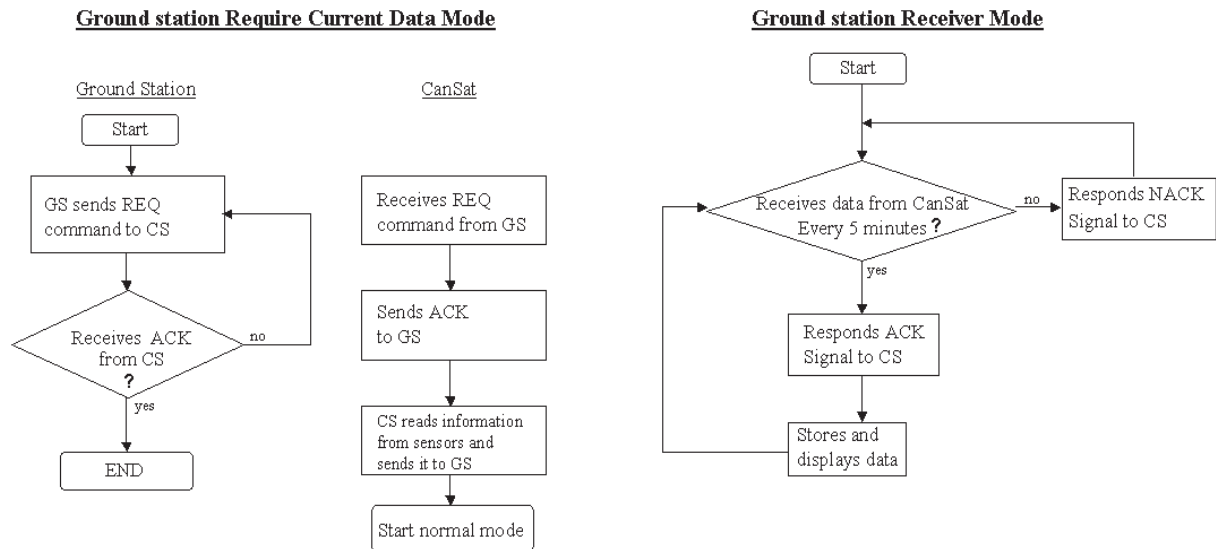 Ground station Require Current Data Mode
Ground Station
Start
GS sends REQ
command to CS
Receives ACK
from CS
?
no
yes
END
CanSat
Receives REQ
command from GS
Sends ACK
to GS
CS reads information
from sensors and
sends it to GS
Start normal mode
Ground station Receiver Mode
Start
Receives data from CanSat
Every 5 minutes ?
no
Responds NACK
Signal to CS
yes
Responds ACK
Signal to CS
Stores and
displays data